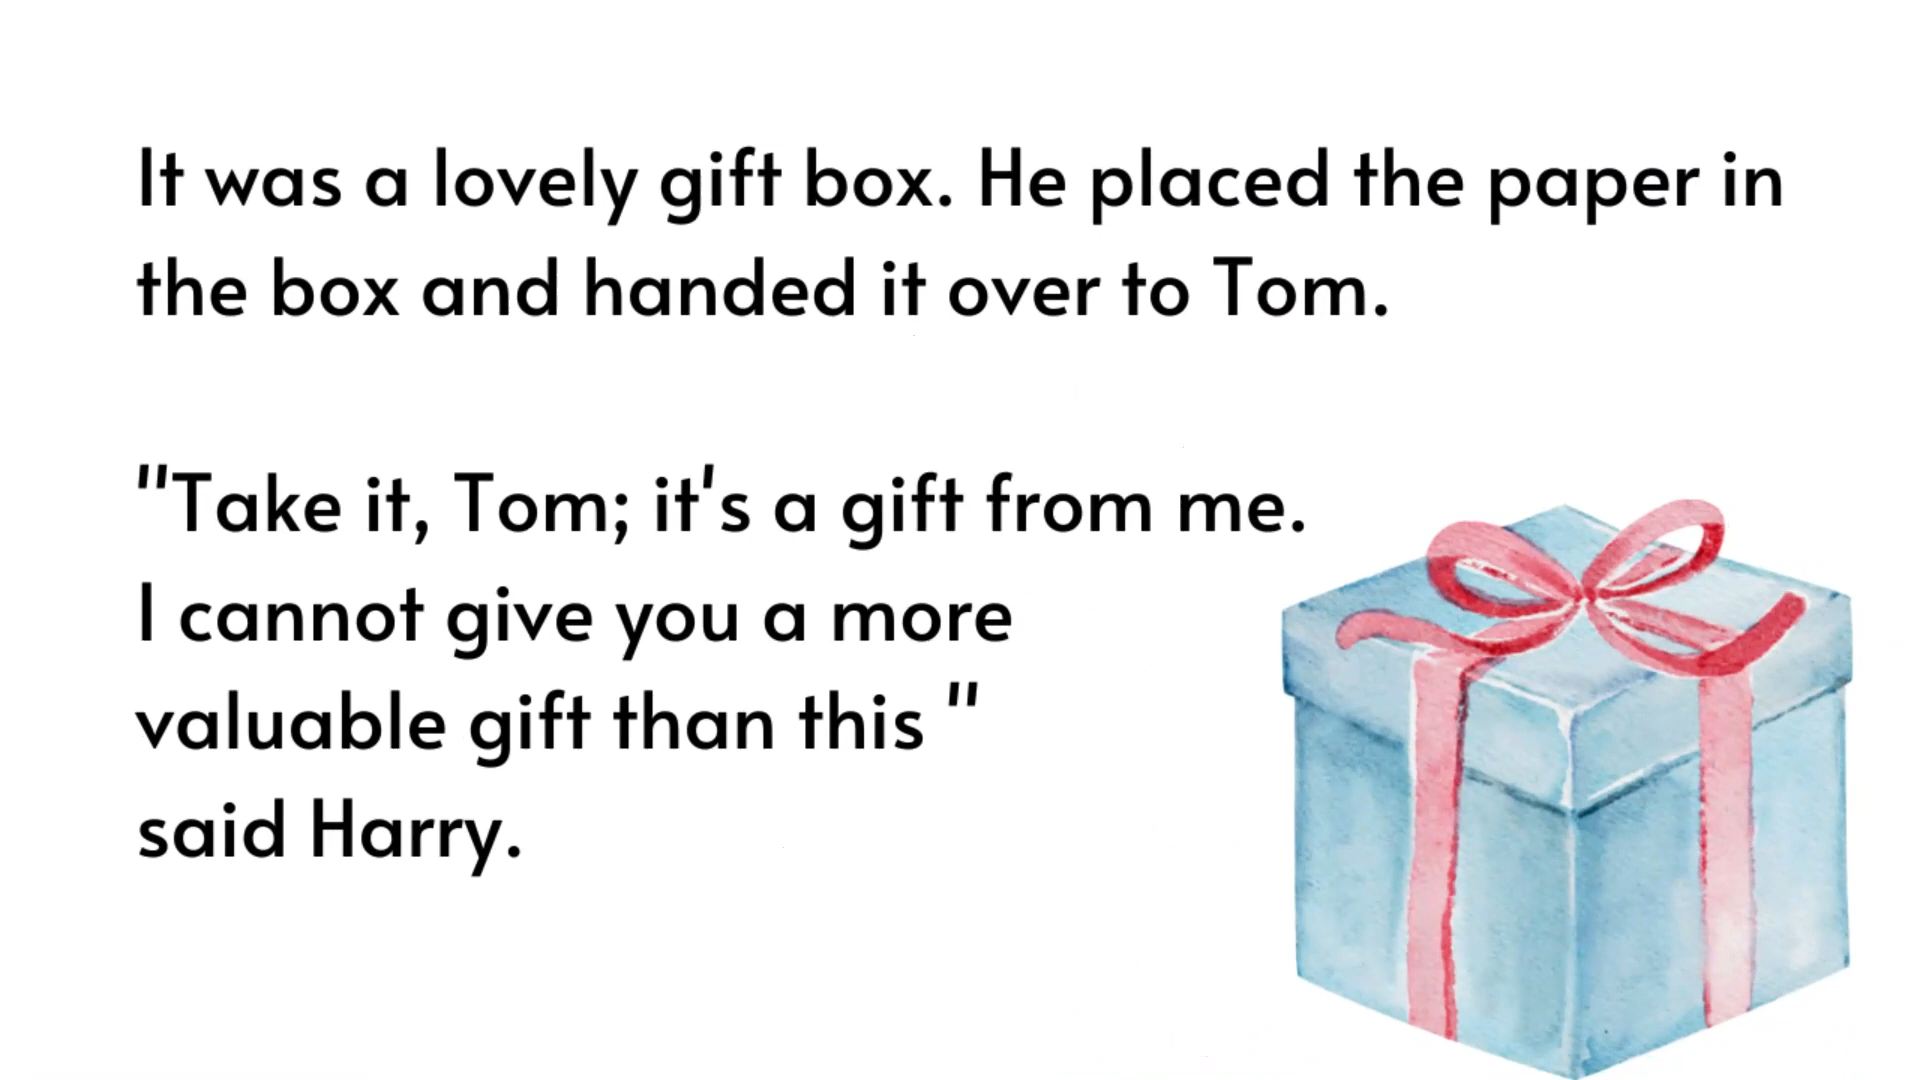 It was a lovely gift box. He placed the paper in
the box and handed it over to Tom.
"Take it, Tom; it's a gift from me.
I cannot give you a more
valuable gift than this "
said Harry.